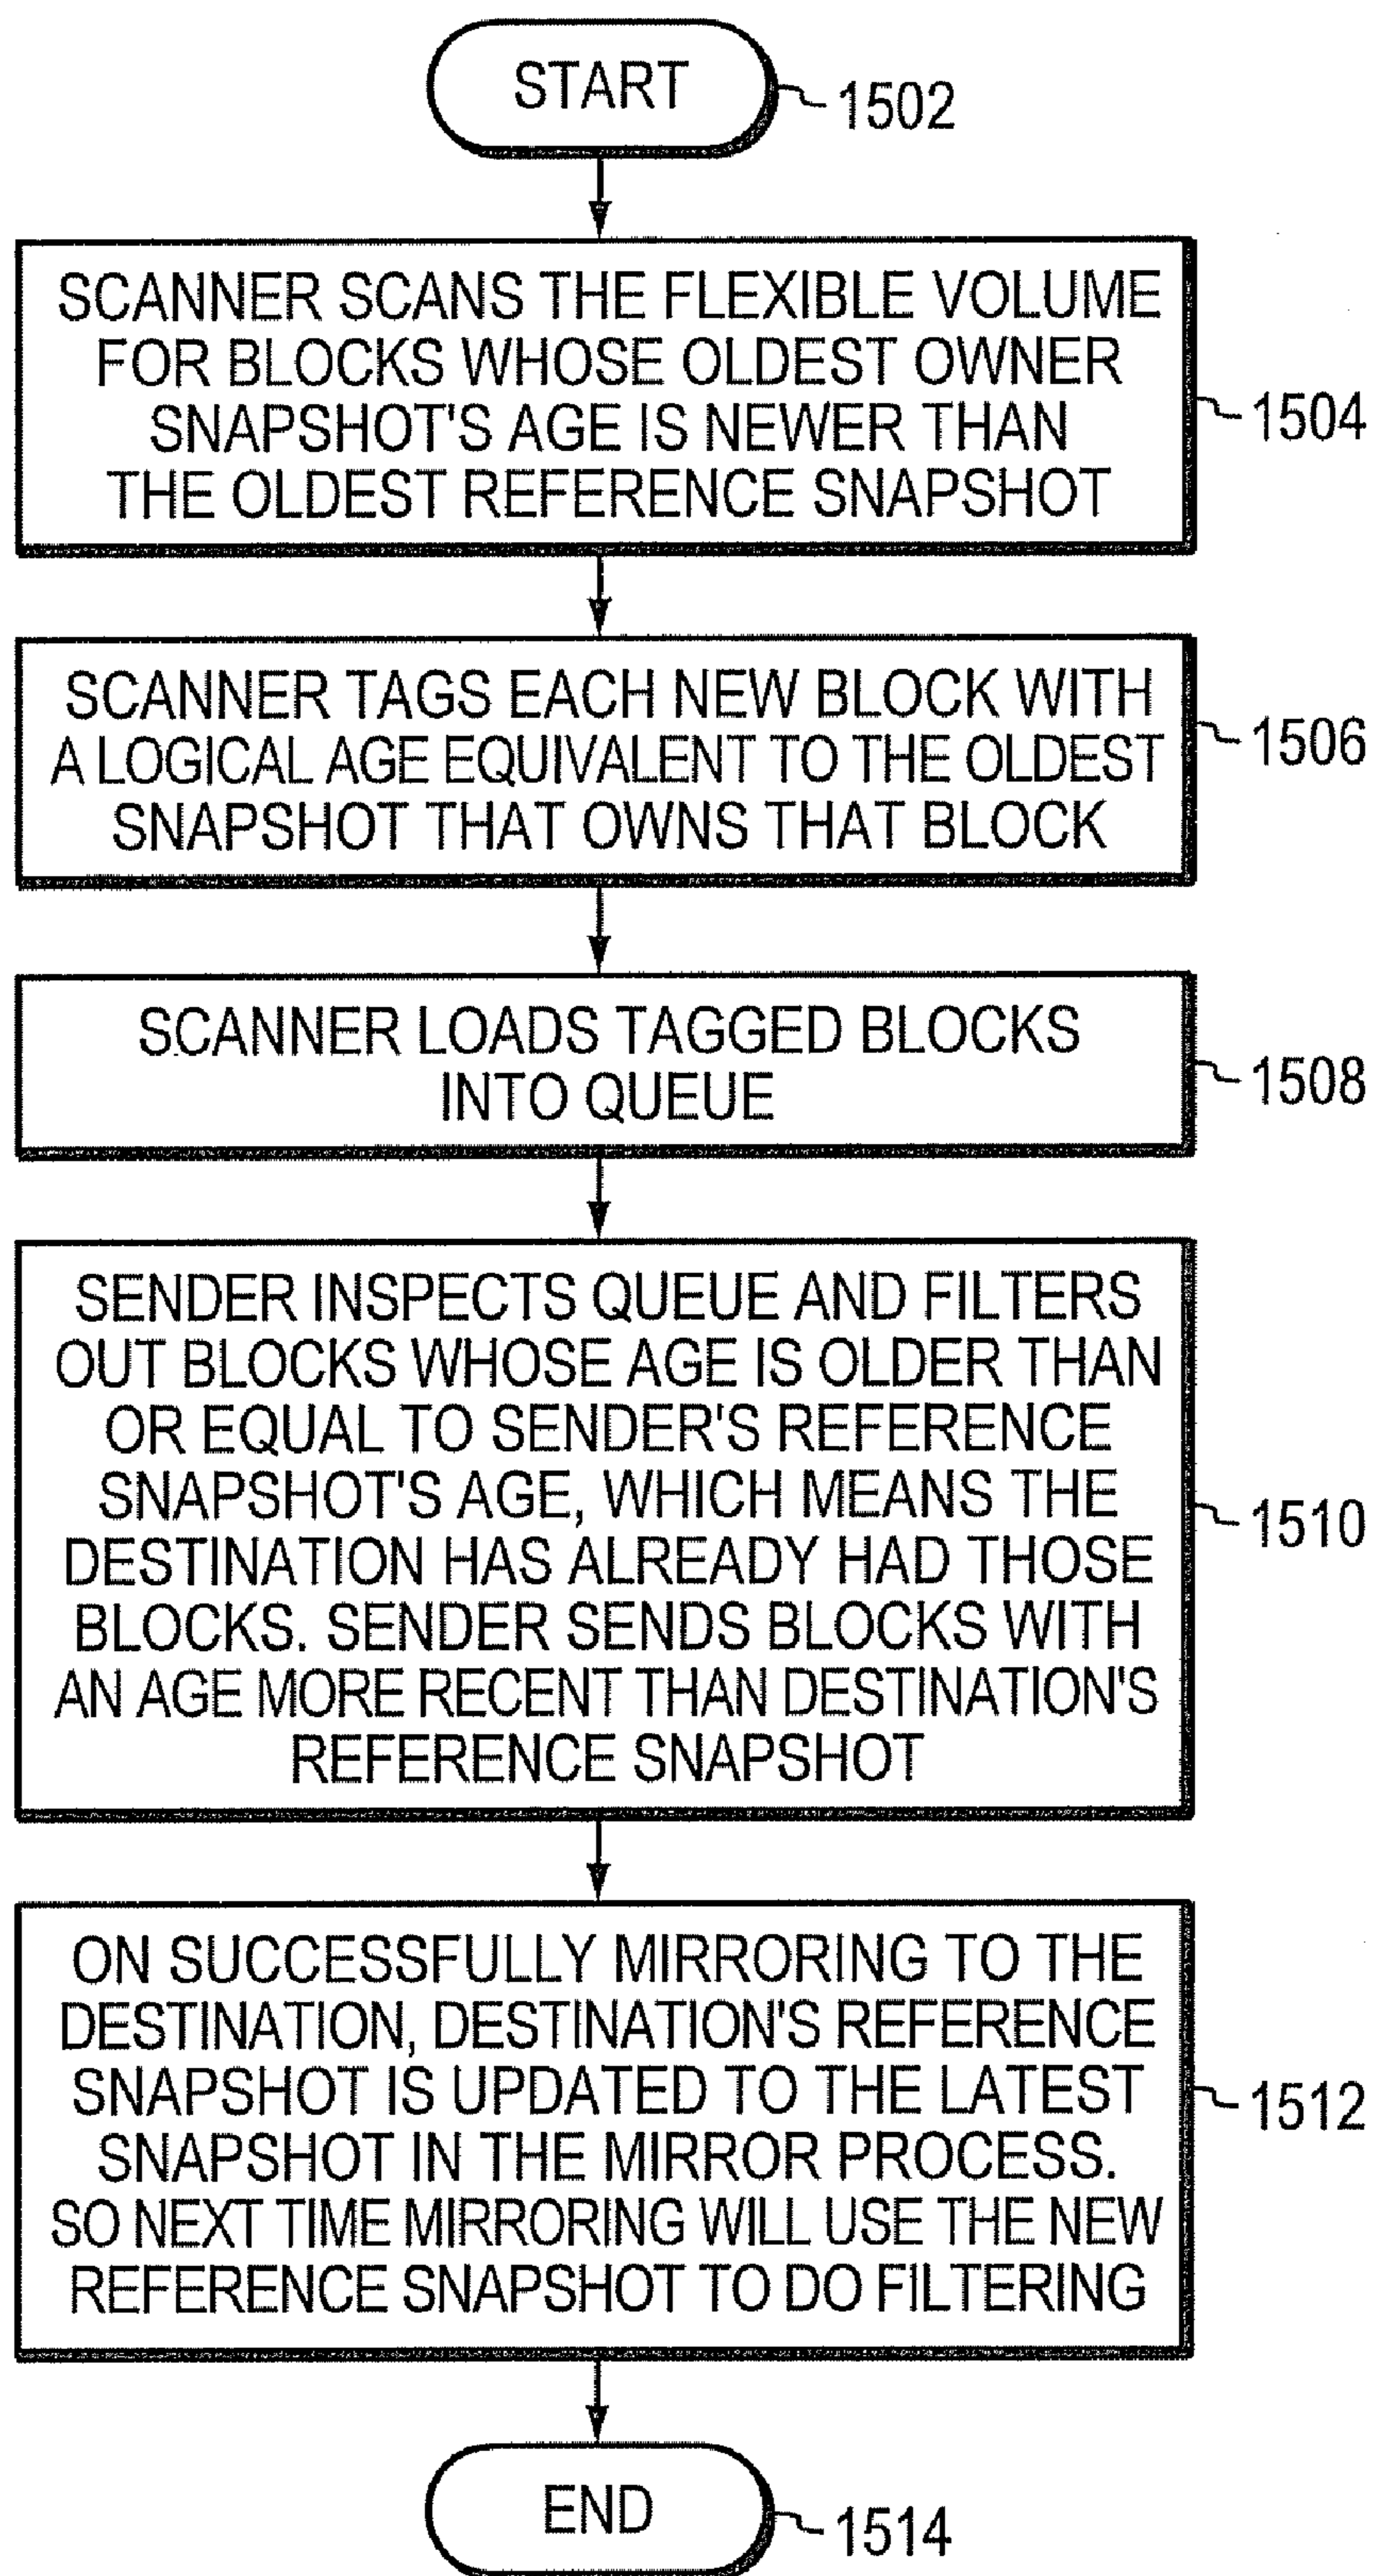 START
1502
SCANNER SCANS THE FLEXIBLE VOLUME
FOR BLOCKS WHOSE OLDEST OWNER
SNAPSHOT'S AGE IS NEWER THAN
THE OLDEST REFERENCE SNAPSHOT
1504
SCANNER TAGS EACH NEW BLOCK WITH
A LOGICAL AGE EQUIVALENT TO THE OLDEST
SNAPSHOT THAT OWNS THAT BLOCK
1506
SCANNER LOADS TAGGED BLOCKS
INTO QUEUE
1508
SENDER INSPECTS QUEUE AND FILTERS
OUT BLOCKS WHOSE AGE IS OLDER THAN
OR EQUAL TO SENDER'S REFERENCE
SNAPSHOT'S AGE, WHICH MEANS THE
DESTINATION HAS ALREADY HAD THOSE
BLOCKS. SENDER SENDS BLOCKS WITH
AN AGE MORE RECENT THAN DESTINATION'S
REFERENCE SNAPSHOT
1510
ON SUCCESSFULLY MIRRORING TO THE
DESTINATION, DESTINATION'S REFERENCE
SNAPSHOT IS UPDATED TO THE LATEST
SNAPSHOT IN THE MIRROR PROCESS.
SO NEXT TIME MIRRORING WILL USE THE NEW
REFERENCE SNAPSHOT TO DO FILTERING
1512
END
1514